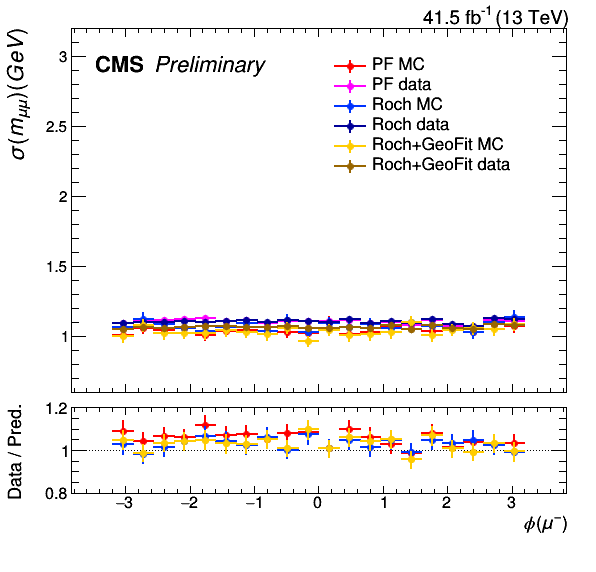 41.5 fb⁻¹ (13 TeV)
σ(m_μμ)(GeV)
CMS Preliminary
PF MC
PF data
Roch MC
Roch data
Roch+GeoFit MC
Roch+GeoFit data
3
2.5
2
1.5
1
Data / Pred.
1.2
1
0.8
−3 −2 −1 0 1 2 3
ϕ(μ⁻)